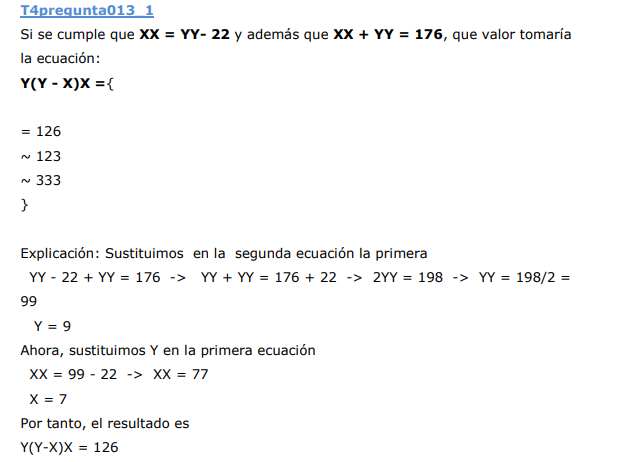 T4pregunta013_1
Si se cumple que XX = YY- 22 y además que XX + YY = 176, que valor tomaría
la ecuación:
Y(Y - X)X ={
= 126
~ 123
~ 333
}
Explicación: Sustituimos en la segunda ecuación la primera
YY - 22 + YY = 176 -> YY + YY = 176 + 22 -> 2YY = 198 -> YY = 198/2 =
99
Y = 9
Ahora, sustituimos Y en la primera ecuación
XX = 99 - 22 -> XX = 77
X = 7
Por tanto, el resultado es
Y(Y-X)X = 126